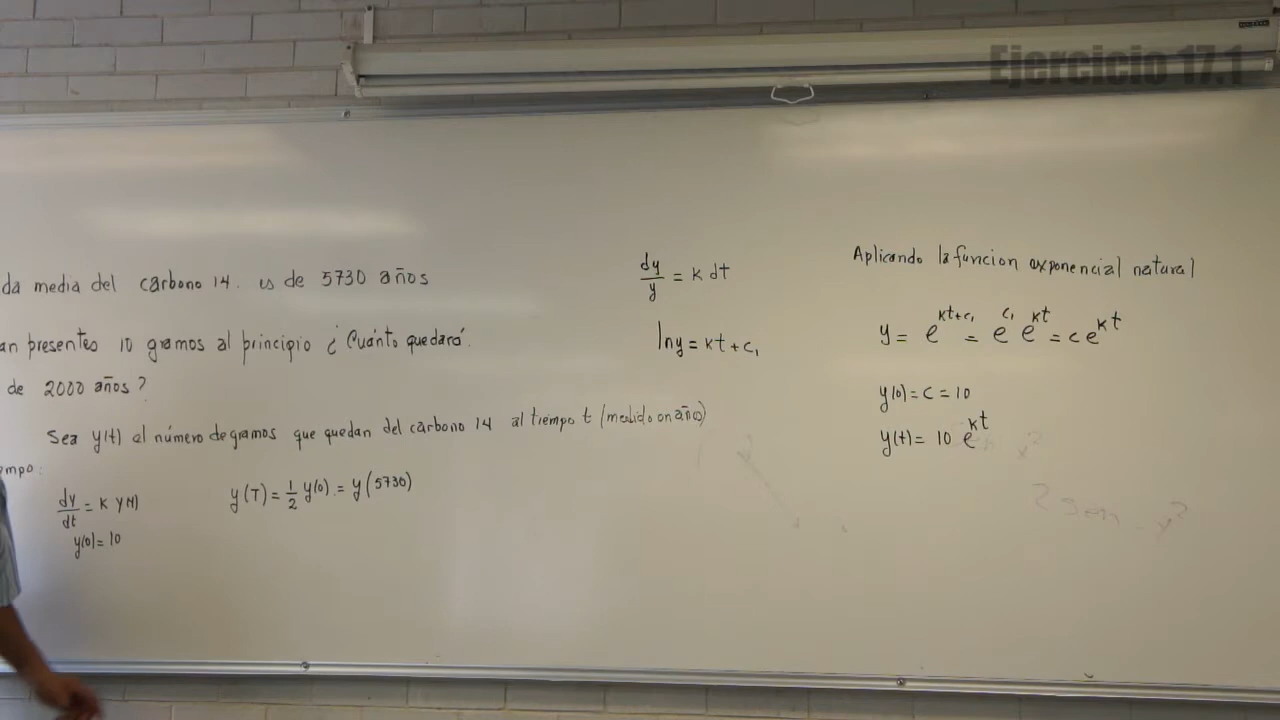 Ejercicio 17.1
da media del carbono 14. es de 5730 años
an presentes 10 gramos al principio ¿ Cuánto quedará
de 2000 años?
Sea y(t) el número de gramos que quedan del carbono 14 al tiempo t (medido en años)
empo:
dy/dt = K y(t)
y(0) = 10
y(T) = 1/2 y(0) = y(5730)
dy/y = K dt
ln y = Kt + c₁
Aplicando la funcion exponencial natural
y = e^{Kt+c₁} = e^{c₁} e^{Kt} = c e^{Kt}
y(0) = C = 10
y(t) = 10 e^{Kt}